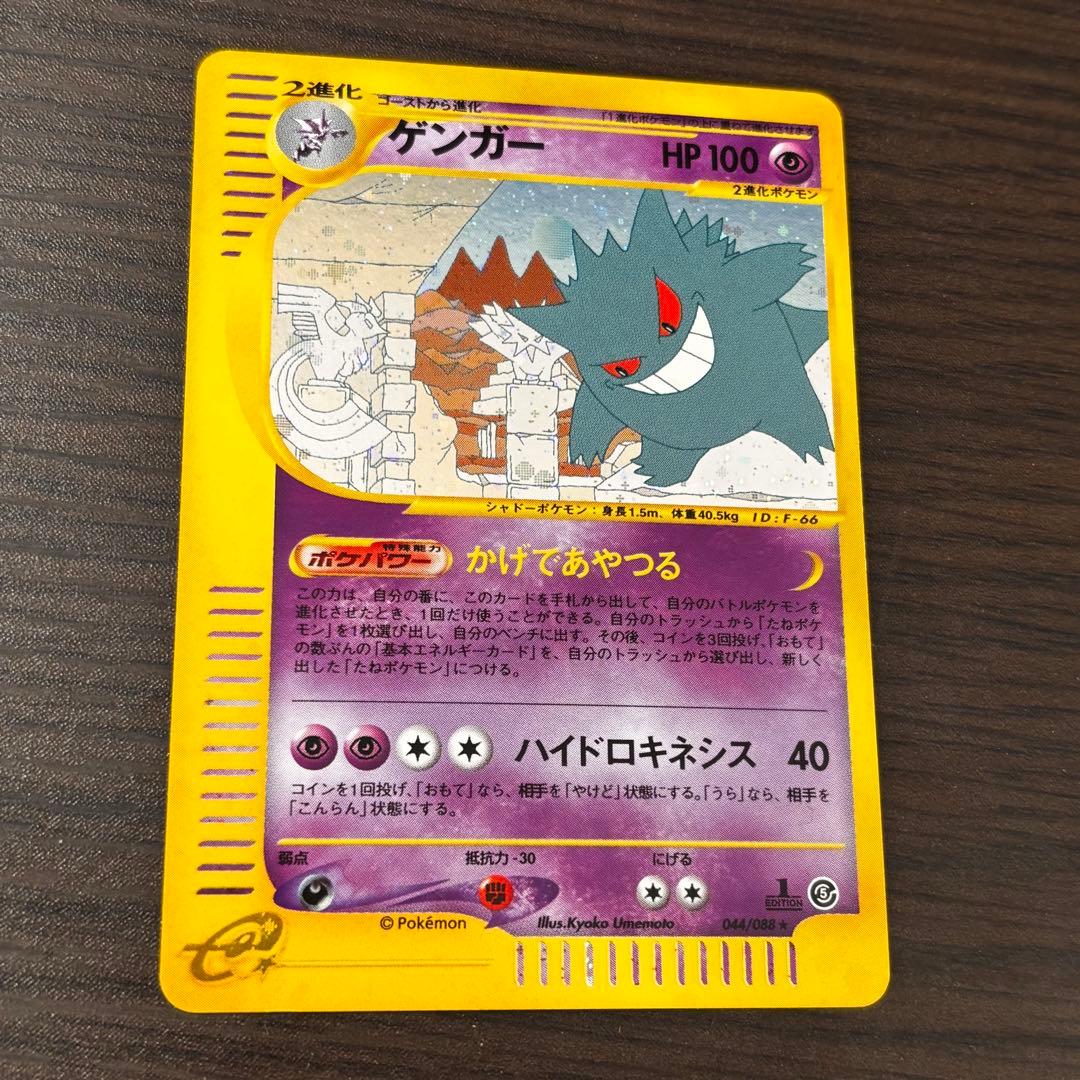 2進化
ゴーストから進化
「1進化ポケモン」の上に重ねて進化させます
ゲンガー
HP 100
2進化ポケモン
シャドーポケモン:身長1.5m、体重40.5kg ID:F-66
特殊能力
ポケパワー
かげであやつる
この力は、自分の番に、このカードを手札から出して、自分のバトルポケモンを
進化させたとき、1回だけ使うことができる。自分のトラッシュから「たねポケ
モン」を1枚選び出し、自分のベンチに出す。その後、コインを3回投げ、「おもて」
の数ぶんの「基本エネルギーカード」を、自分のトラッシュから選び出し、新しく
出した「たねポケモン」につける。
ハイドロキネシス 40
コインを1回投げ、「おもて」なら、相手を「やけど」状態にする。「うら」なら、相手を
「こんらん」状態にする。
弱点 抵抗力-30 にげる
1 EDITION 5
© Pokémon Illus.Kyoko Umemoto 044/088 ★
e